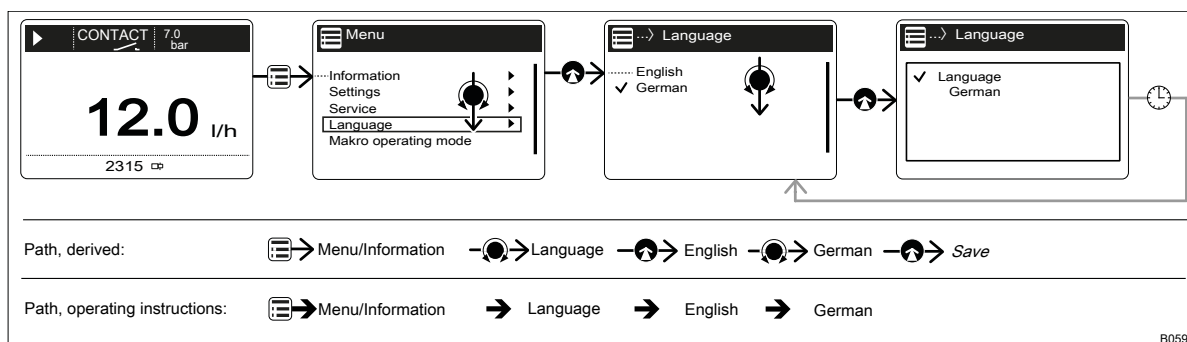 CONTACT 7.0 bar
12.0 l/h
2315
Menu
Information
Settings
Service
Language
Makro operating mode
...〉 Language
English
✓ German
...〉 Language
✓ Language
German
Path, derived: Menu/Information Language English German Save
Path, operating instructions: Menu/Information Language English German
B059